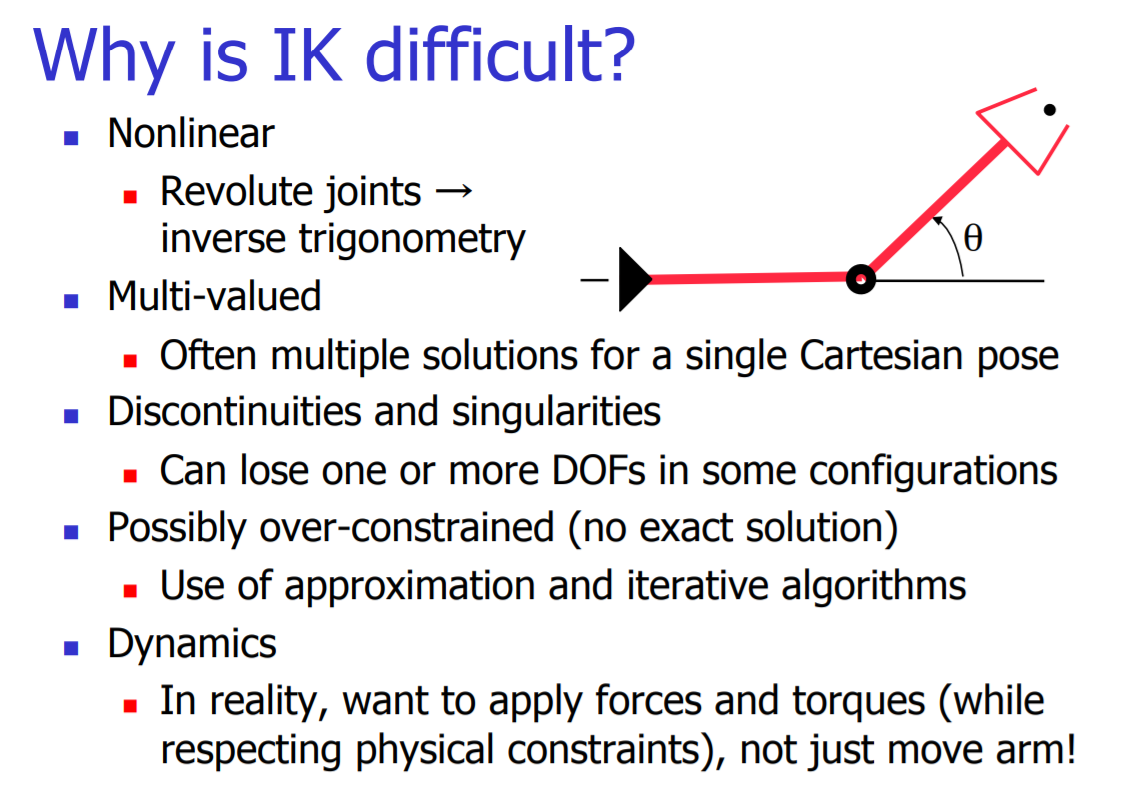 Why is IK difficult?
Nonlinear
Revolute joints →
inverse trigonometry
θ
Multi-valued
Often multiple solutions for a single Cartesian pose
Discontinuities and singularities
Can lose one or more DOFs in some configurations
Possibly over-constrained (no exact solution)
Use of approximation and iterative algorithms
Dynamics
In reality, want to apply forces and torques (while
respecting physical constraints), not just move arm!